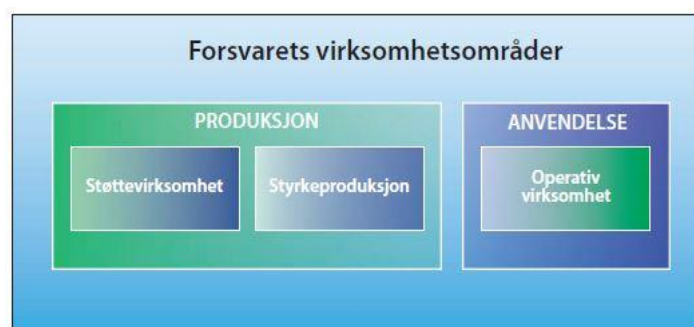 Forsvarets virksomhetsområder
PRODUKSJON
Støttevirksomhet
Styrkeproduksjon
ANVENDELSE
Operativ
virksomhet